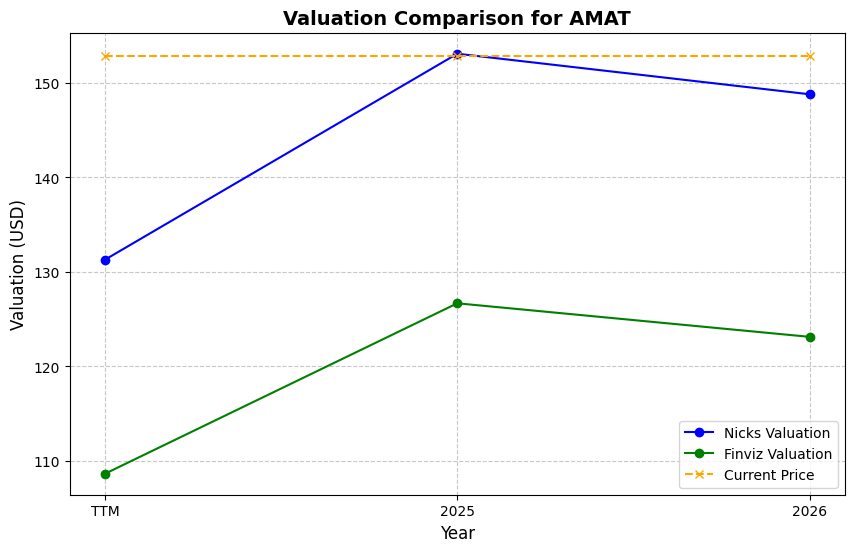 Valuation Comparison for AMAT
Valuation (USD)
150
140
130
120
110
Nicks Valuation
Finviz Valuation
Current Price
TTM 2025 2026
Year